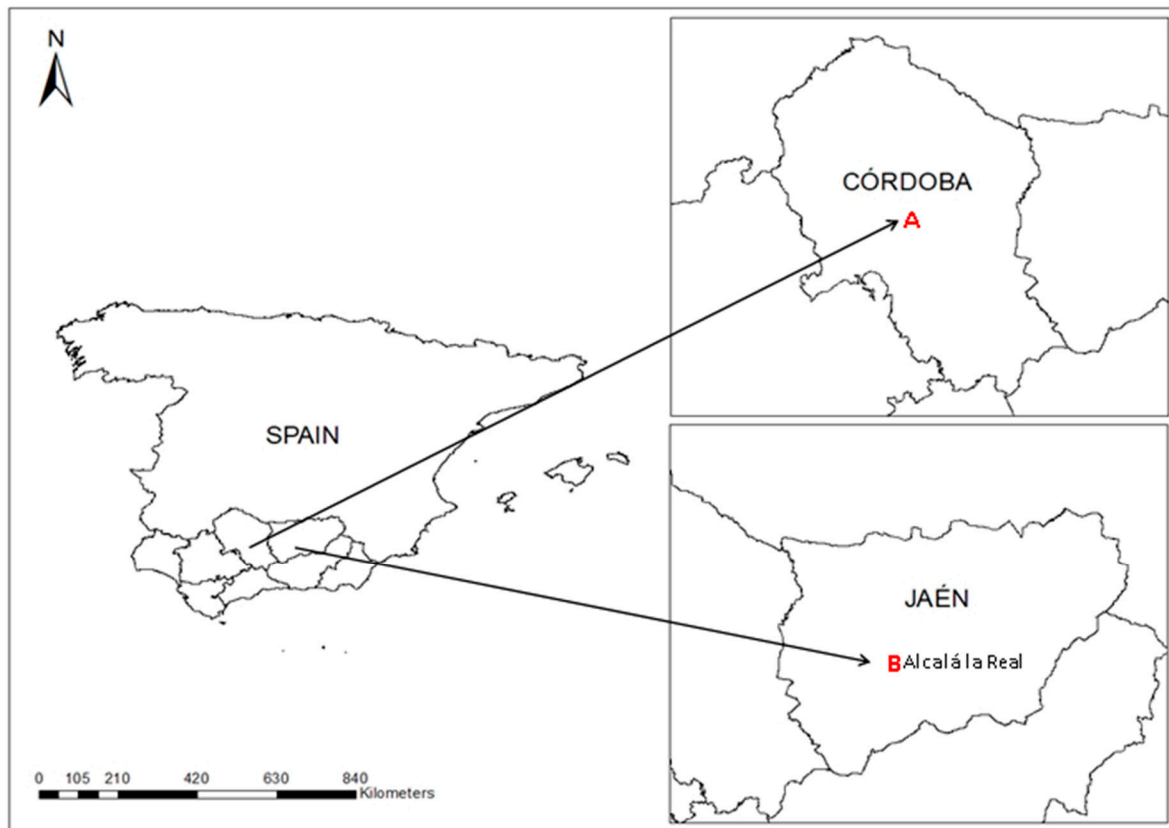 N
CÓRDOBA
A
SPAIN
JAÉN
B Alcalá la Real
0 105 210 420 630 840
Kilometers